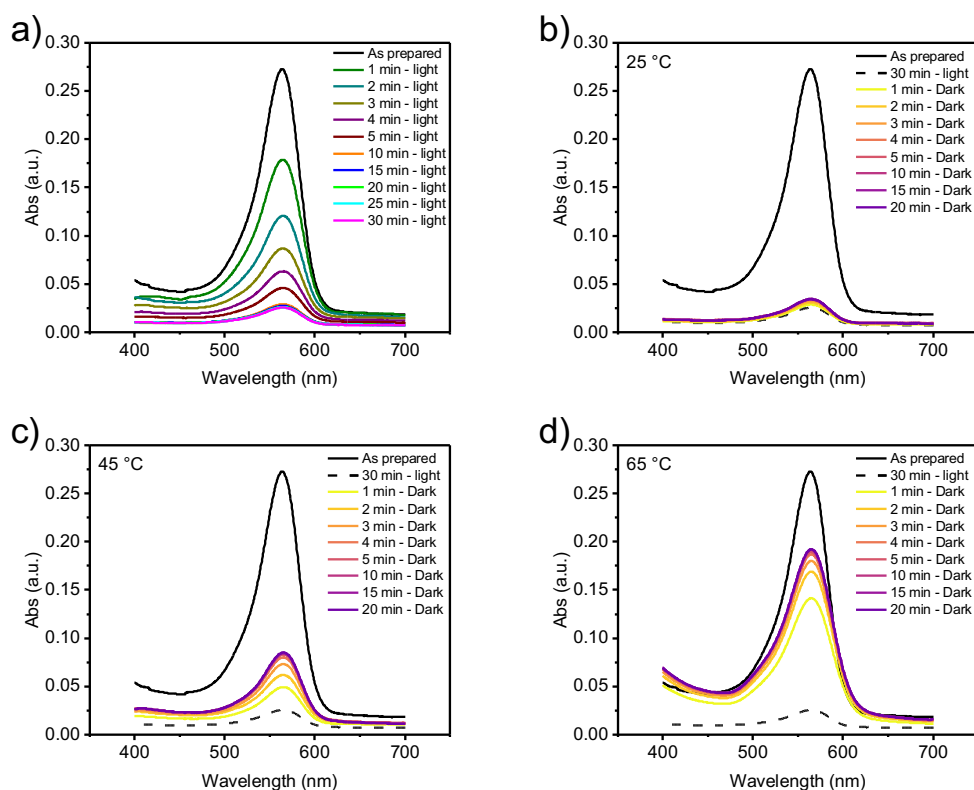 a)
0.30
0.25
0.20
0.15
0.10
0.05
0.00
Abs (a.u.)
400 500 600 700
Wavelength (nm)
As prepared
1 min - light
2 min - light
3 min - light
4 min - light
5 min - light
10 min - light
15 min - light
20 min - light
25 min - light
30 min - light
b)
25 °C
0.30
0.25
0.20
0.15
0.10
0.05
0.00
Abs (a.u.)
400 500 600 700
Wavelength (nm)
As prepared
30 min - light
1 min - Dark
2 min - Dark
3 min - Dark
4 min - Dark
5 min - Dark
10 min - Dark
15 min - Dark
20 min - Dark
c)
45 °C
0.30
0.25
0.20
0.15
0.10
0.05
0.00
Abs (a.u.)
400 500 600 700
Wavelength (nm)
As prepared
30 min - light
1 min - Dark
2 min - Dark
3 min - Dark
4 min - Dark
5 min - Dark
10 min - Dark
15 min - Dark
20 min - Dark
d)
65 °C
0.30
0.25
0.20
0.15
0.10
0.05
0.00
Abs (a.u.)
400 500 600 700
Wavelength (nm)
As prepared
30 min - light
1 min - Dark
2 min - Dark
3 min - Dark
4 min - Dark
5 min - Dark
10 min - Dark
15 min - Dark
20 min - Dark